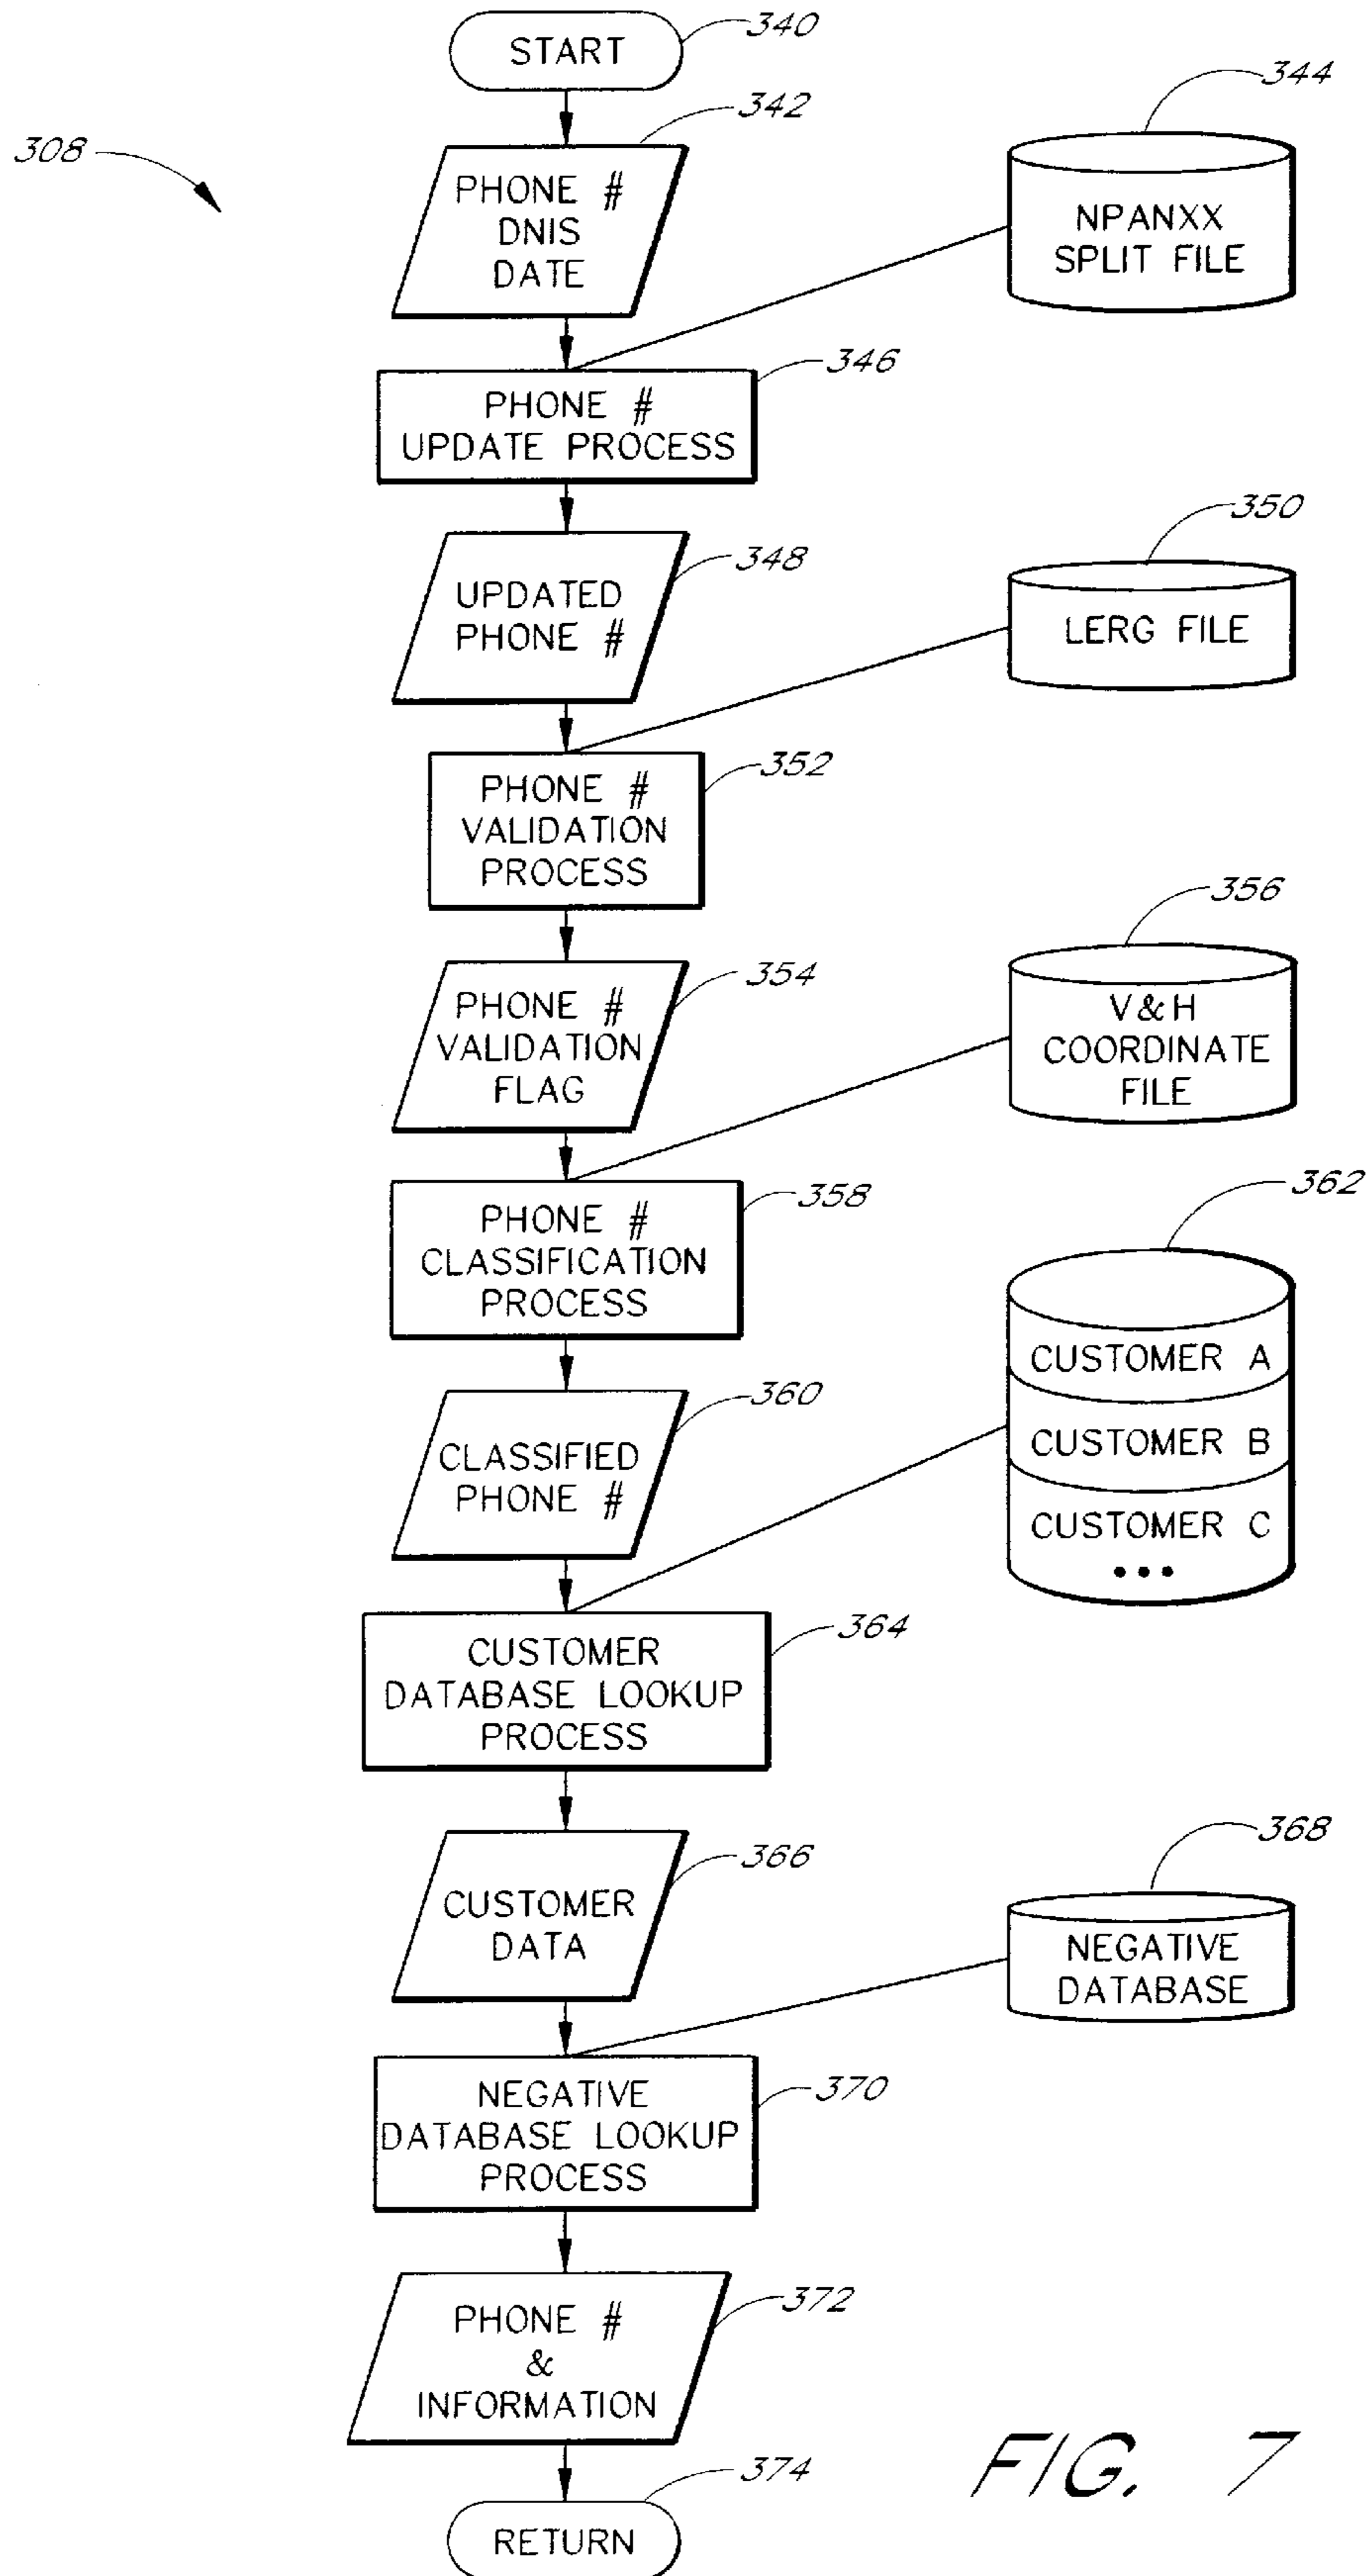 START
340
344
342
308
PHONE #
DNIS
DATE
NPANXX
SPLIT FILE
346
PHONE #
UPDATE PROCESS
350
348
UPDATED
PHONE #
LERG FILE
352
PHONE #
VALIDATION
PROCESS
356
354
PHONE #
VALIDATION
FLAG
V&H
COORDINATE
FILE
362
358
PHONE #
CLASSIFICATION
PROCESS
CUSTOMER A
360
CUSTOMER B
CLASSIFIED
PHONE #
CUSTOMER C
•••
364
CUSTOMER
DATABASE LOOKUP
PROCESS
368
366
CUSTOMER
DATA
NEGATIVE
DATABASE
370
NEGATIVE
DATABASE LOOKUP
PROCESS
372
PHONE #
&
INFORMATION
FIG. 7
374
RETURN